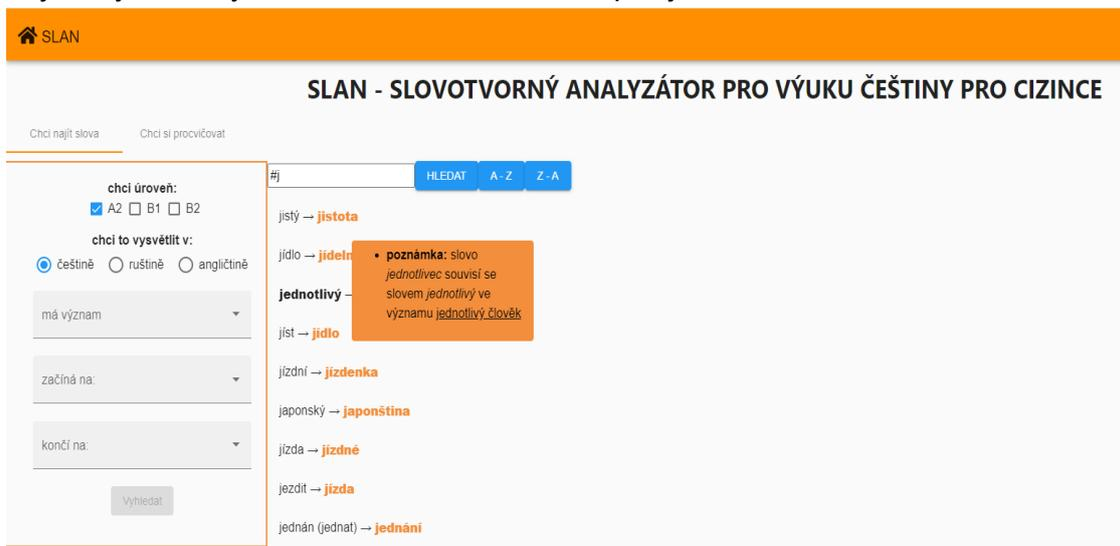 SLAN
SLAN - SLOVOTVORNÝ ANALYZÁTOR PRO VÝUKU ČEŠTINY PRO CIZINCE
Chci najít slova
Chci si procvičovat
chci úroveň:
A2 B1 B2
chci to vysvětlit v:
češtině ruštině angličtině
má význam
začíná na:
končí na:
Vyhledat
#j
HLEDAT A - Z Z - A
jistý → jistota
jídlo →
jednotlivý
jíst → jídlo
jízdní → jízdenka
japonský → japonština
jízda → jízdné
jezdit → jízda
jednán (jednat) → jednání
• poznámka: slovo
jednotlivec souvisí se
slovem jednotlivý ve
významu jednotlivý člověk